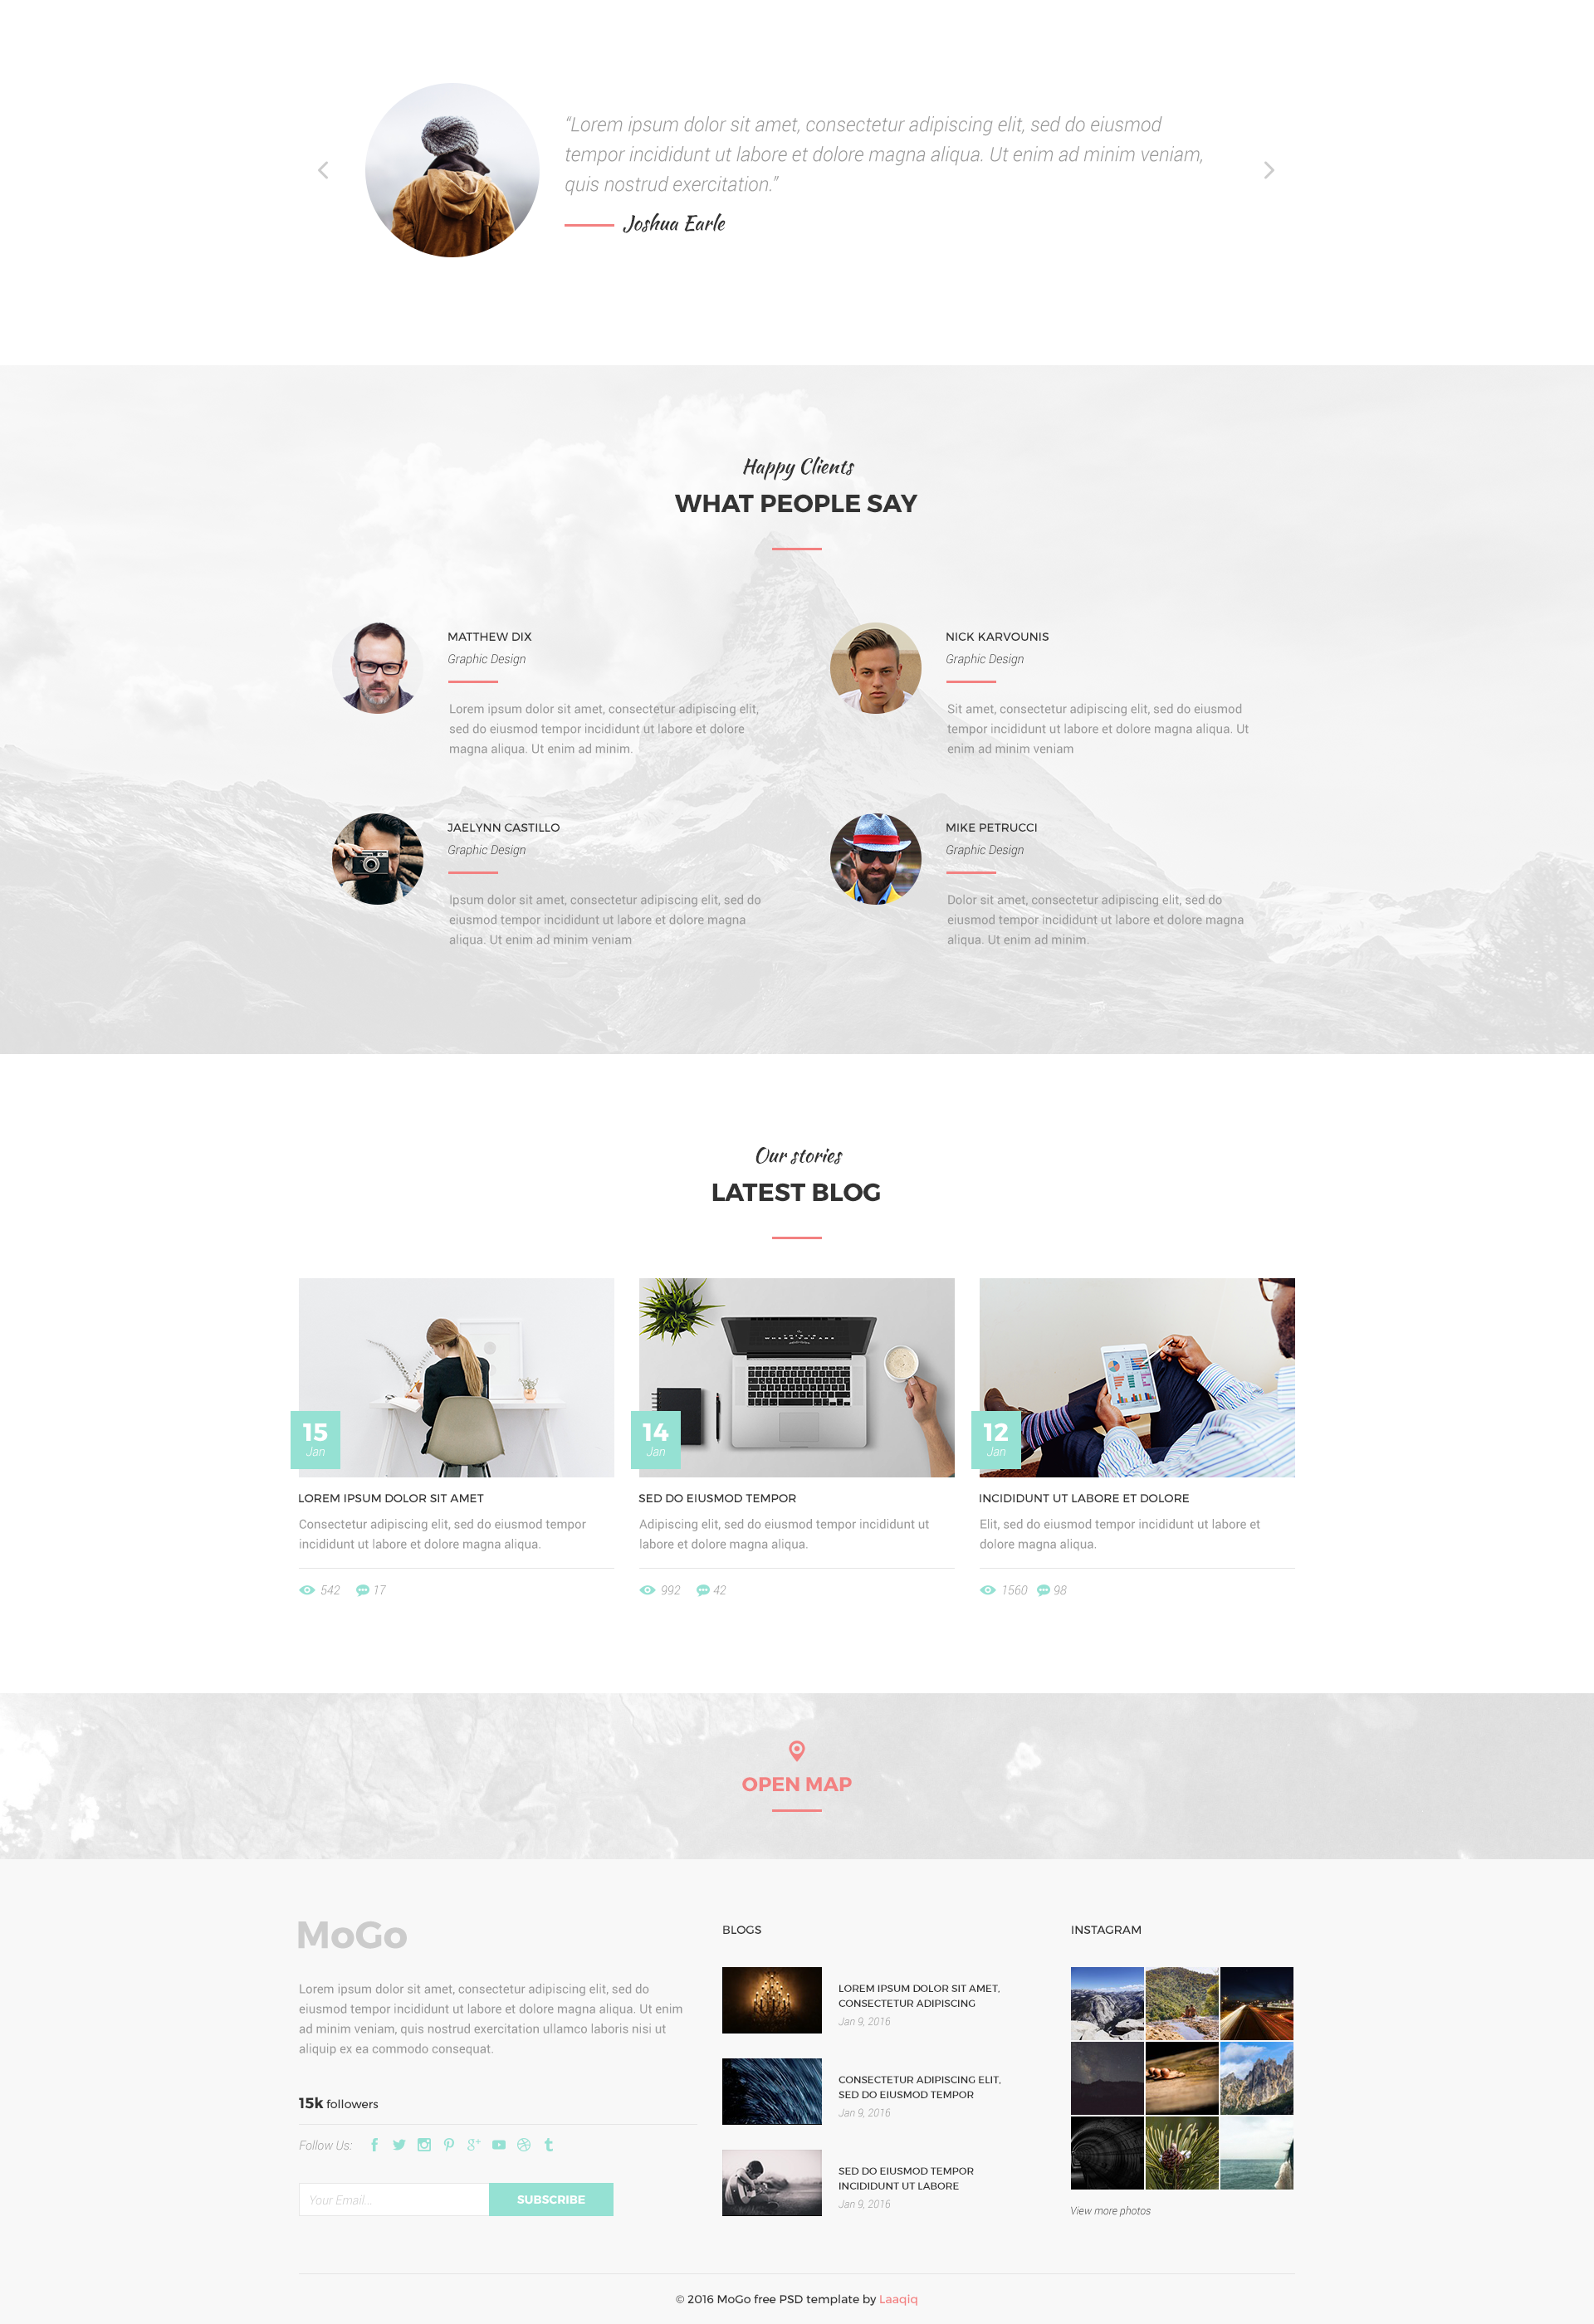 “Lorem ipsum dolor sit amet, consectetur adipiscing elit, sed do eiusmod
tempor incididunt ut labore et dolore magna aliqua. Ut enim ad minim veniam,
quis nostrud exercitation.”
Joshua Earle
Happy Clients
WHAT PEOPLE SAY
MATTHEW DIX
Graphic Design
Lorem ipsum dolor sit amet, consectetur adipiscing elit,
sed do eiusmod tempor incididunt ut labore et dolore
magna aliqua. Ut enim ad minim.
NICK KARVOUNIS
Graphic Design
Sit amet, consectetur adipiscing elit, sed do eiusmod
tempor incididunt ut labore et dolore magna aliqua. Ut
enim ad minim veniam
JAELYNN CASTILLO
Graphic Design
Ipsum dolor sit amet, consectetur adipiscing elit, sed do
eiusmod tempor incididunt ut labore et dolore magna
aliqua. Ut enim ad minim veniam
MIKE PETRUCCI
Graphic Design
Dolor sit amet, consectetur adipiscing elit, sed do
eiusmod tempor incididunt ut labore et dolore magna
aliqua. Ut enim ad minim.
Our stories
LATEST BLOG
15
Jan
LOREM IPSUM DOLOR SIT AMET
Consectetur adipiscing elit, sed do eiusmod tempor
incididunt ut labore et dolore magna aliqua.
542 17
14
Jan
SED DO EIUSMOD TEMPOR
Adipiscing elit, sed do eiusmod tempor incididunt ut
labore et dolore magna aliqua.
992 42
12
Jan
INCIDIDUNT UT LABORE ET DOLORE
Elit, sed do eiusmod tempor incididunt ut labore et
dolore magna aliqua.
1560 98
OPEN MAP
MoGo
Lorem ipsum dolor sit amet, consectetur adipiscing elit, sed do
eiusmod tempor incididunt ut labore et dolore magna aliqua. Ut enim
ad minim veniam, quis nostrud exercitation ullamco laboris nisi ut
aliquip ex ea commodo consequat.
15k followers
Follow Us:
Your Email...
SUBSCRIBE
BLOGS
LOREM IPSUM DOLOR SIT AMET,
CONSECTETUR ADIPISCING
Jan 9, 2016
CONSECTETUR ADIPISCING ELIT,
SED DO EIUSMOD TEMPOR
Jan 9, 2016
SED DO EIUSMOD TEMPOR
INCIDIDUNT UT LABORE
Jan 9, 2016
INSTAGRAM
View more photos
© 2016 MoGo free PSD template by Laaqiq